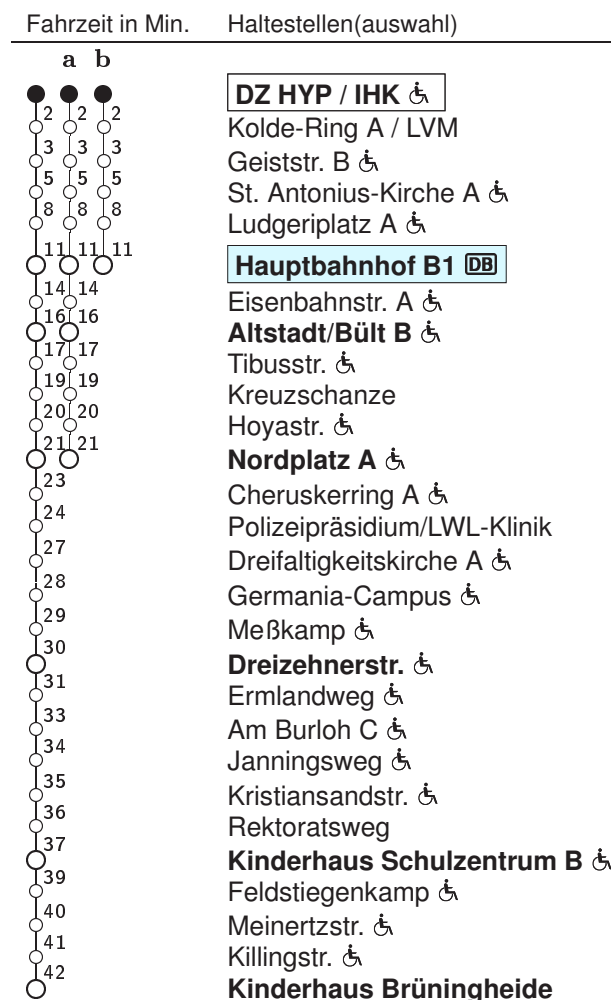 Fahrzeit in Min. Haltestellen(auswahl)
a b
DZ HYP / IHK
2 2 2 Kolde-Ring A / LVM
3 3 3 Geiststr. B
5 5 5 St. Antonius-Kirche A
8 8 8 Ludgeriplatz A
11 11 11 Hauptbahnhof B1 DB
14 14 Eisenbahnstr. A
16 16 Altstadt/Bült B
17 17 Tibusstr.
19 19 Kreuzschanze
20 20 Hoyastr.
21 21 Nordplatz A
23 Cheruskerring A
24 Polizeipräsidium/LWL-Klinik
27 Dreifaltigkeitskirche A
28 Germania-Campus
29 Meßkamp
30 Dreizehnerstr.
31 Ermlandweg
33 Am Burloh C
34 Janningsweg
35 Kristiansandstr.
36 Rektoratsweg
37 Kinderhaus Schulzentrum B
39 Feldstiegenkamp
40 Meinertzstr.
41 Killingstr.
42 Kinderhaus Brüningheide